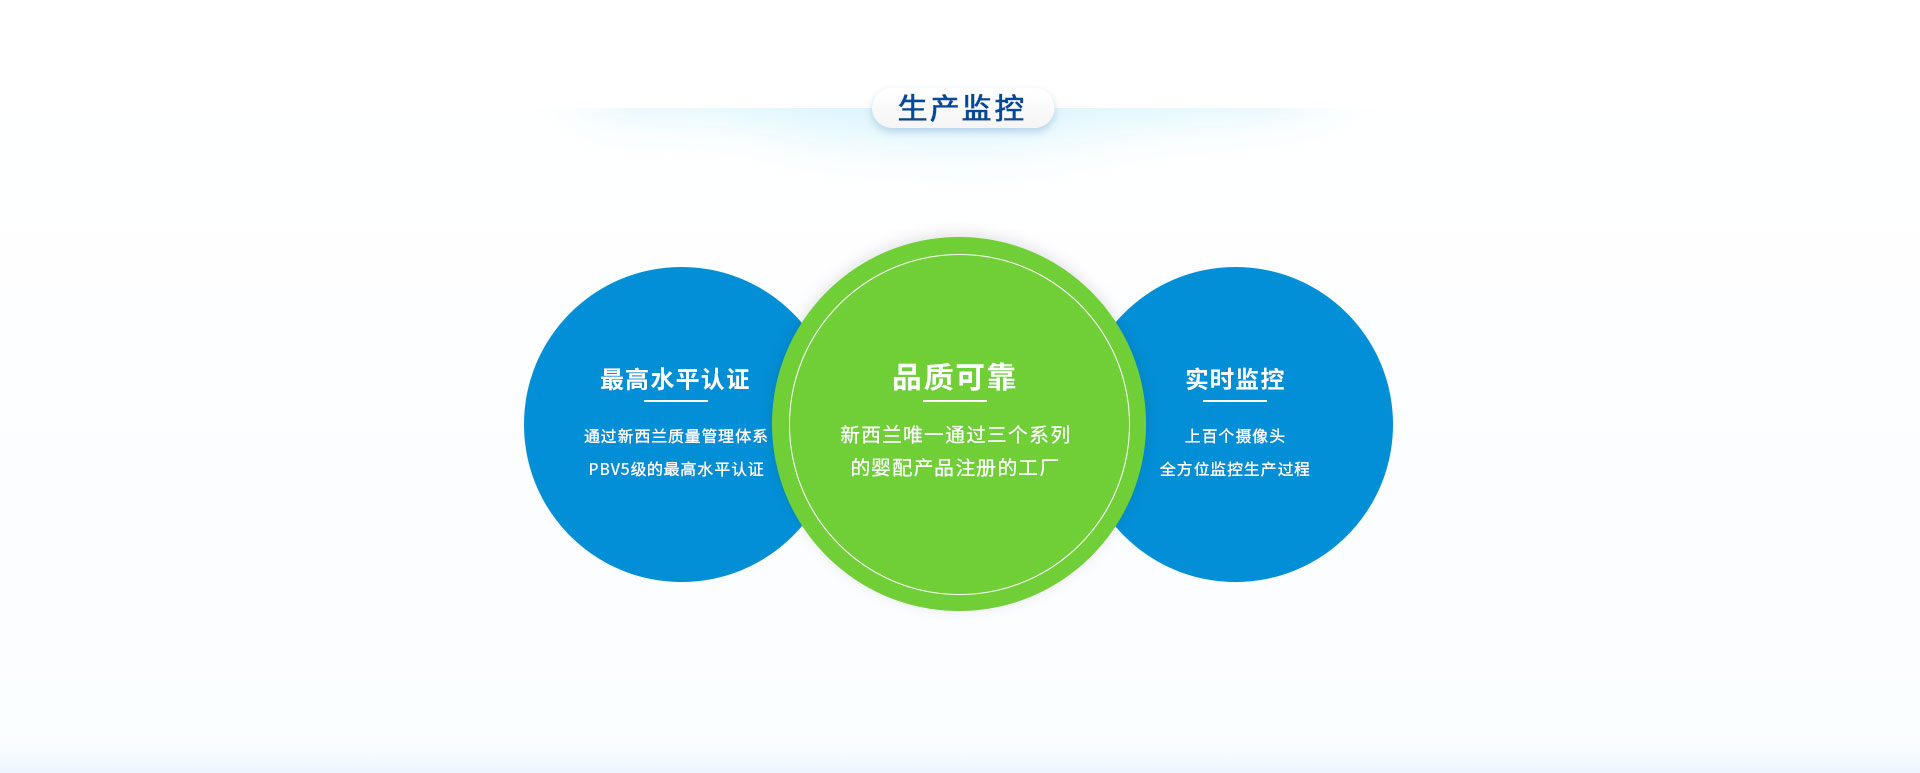 生产监控
最高水平认证
通过新西兰质量管理体系
PBV5级的最高水平认证
品质可靠
新西兰唯一通过三个系列
的婴配产品注册的工厂
实时监控
上百个摄像头
全方位监控生产过程